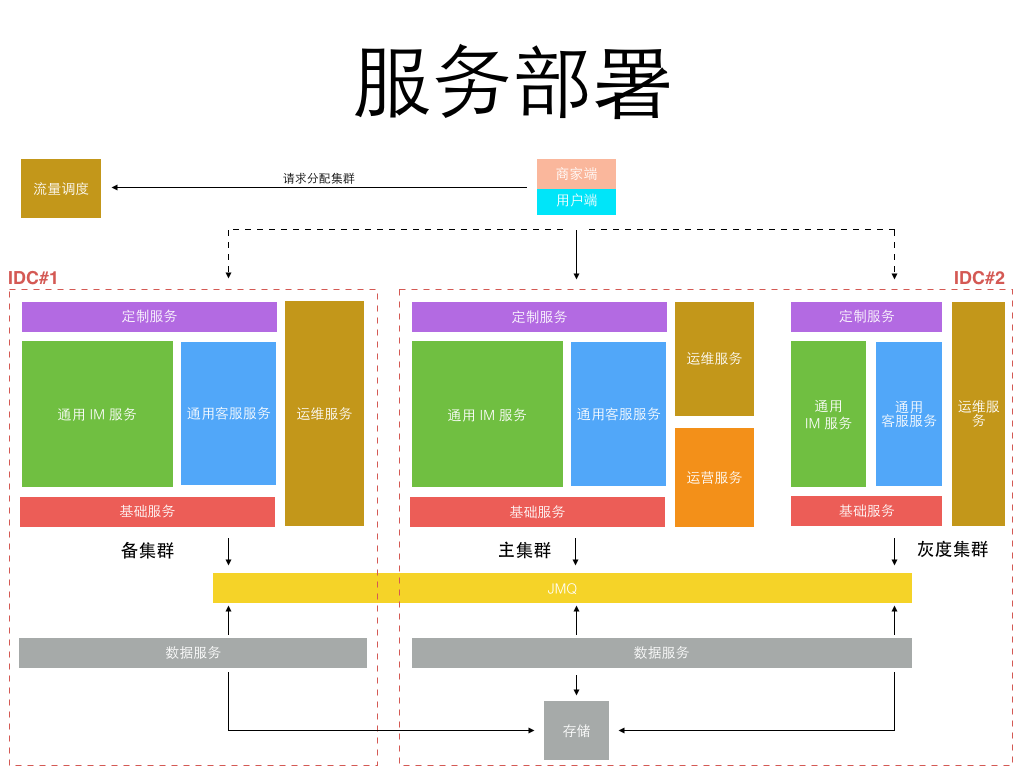 服务部署
流量调度
请求分配集群
商家端
用户端
IDC#1
IDC#2
定制服务
通用 IM 服务
通用客服服务
运维服务
基础服务
备集群
定制服务
通用 IM 服务
通用客服服务
运维服务
运营服务
基础服务
主集群
定制服务
通用
IM 服务
通用
客服服务
运维服
务
基础服务
灰度集群
JMQ
数据服务
数据服务
存储